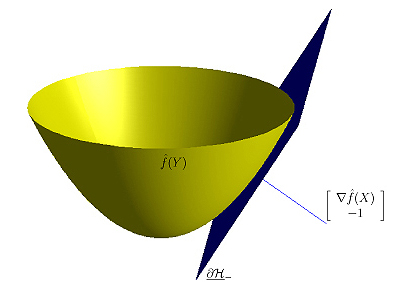 f̂(Y)
[ ∇f̂(X)
−1 ]
∂ℋ₋